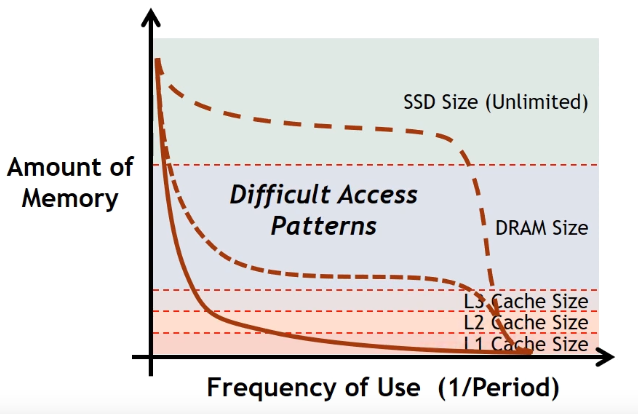 SSD Size (Unlimited)
Amount of
Memory
Difficult Access
Patterns
DRAM Size
L3 Cache Size
L2 Cache Size
L1 Cache Size
Frequency of Use (1/Period)